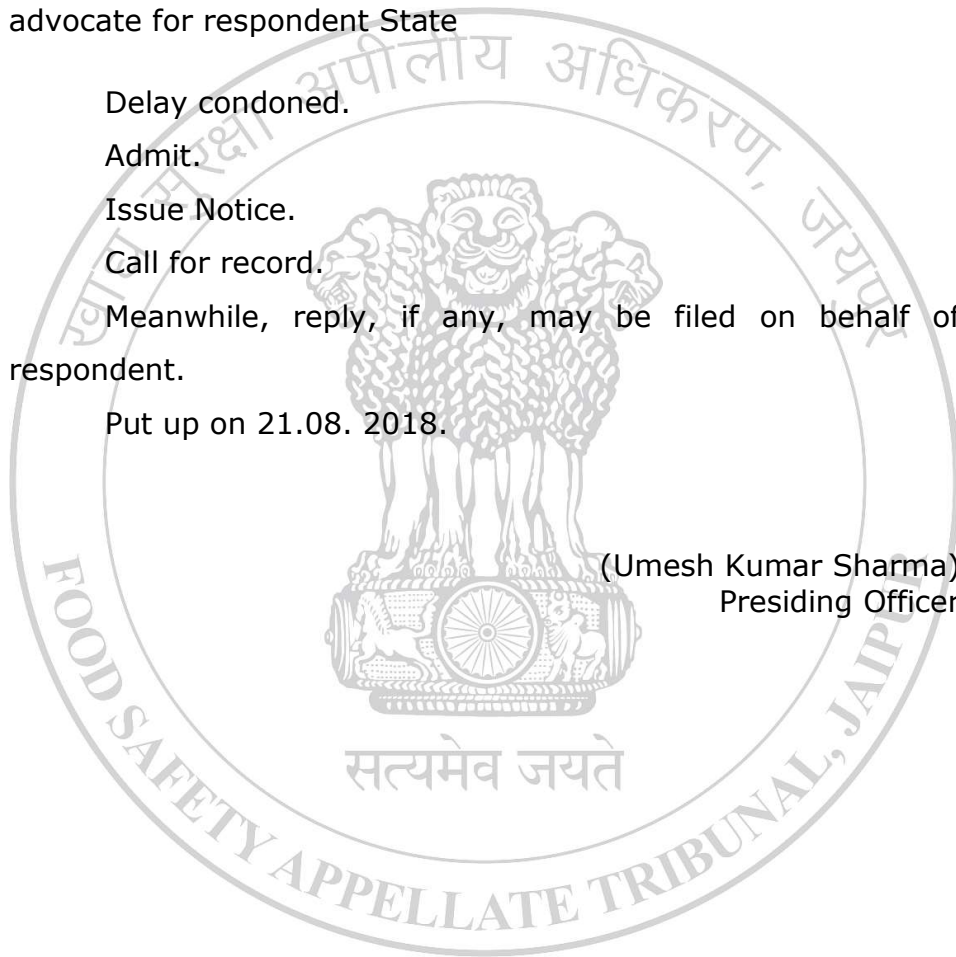 advocate for respondent State
खाद्य सुरक्षा अपीलीय अधिकरण, जयपुर
Delay condoned.
Admit.
Issue Notice.
Call for record.
Meanwhile, reply, if any, may be filed on behalf of
respondent.
Put up on 21.08. 2018.
(Umesh Kumar Sharma)
Presiding Officer
सत्यमेव जयते
FOOD SAFETY APPELLATE TRIBUNAL, JAIPUR